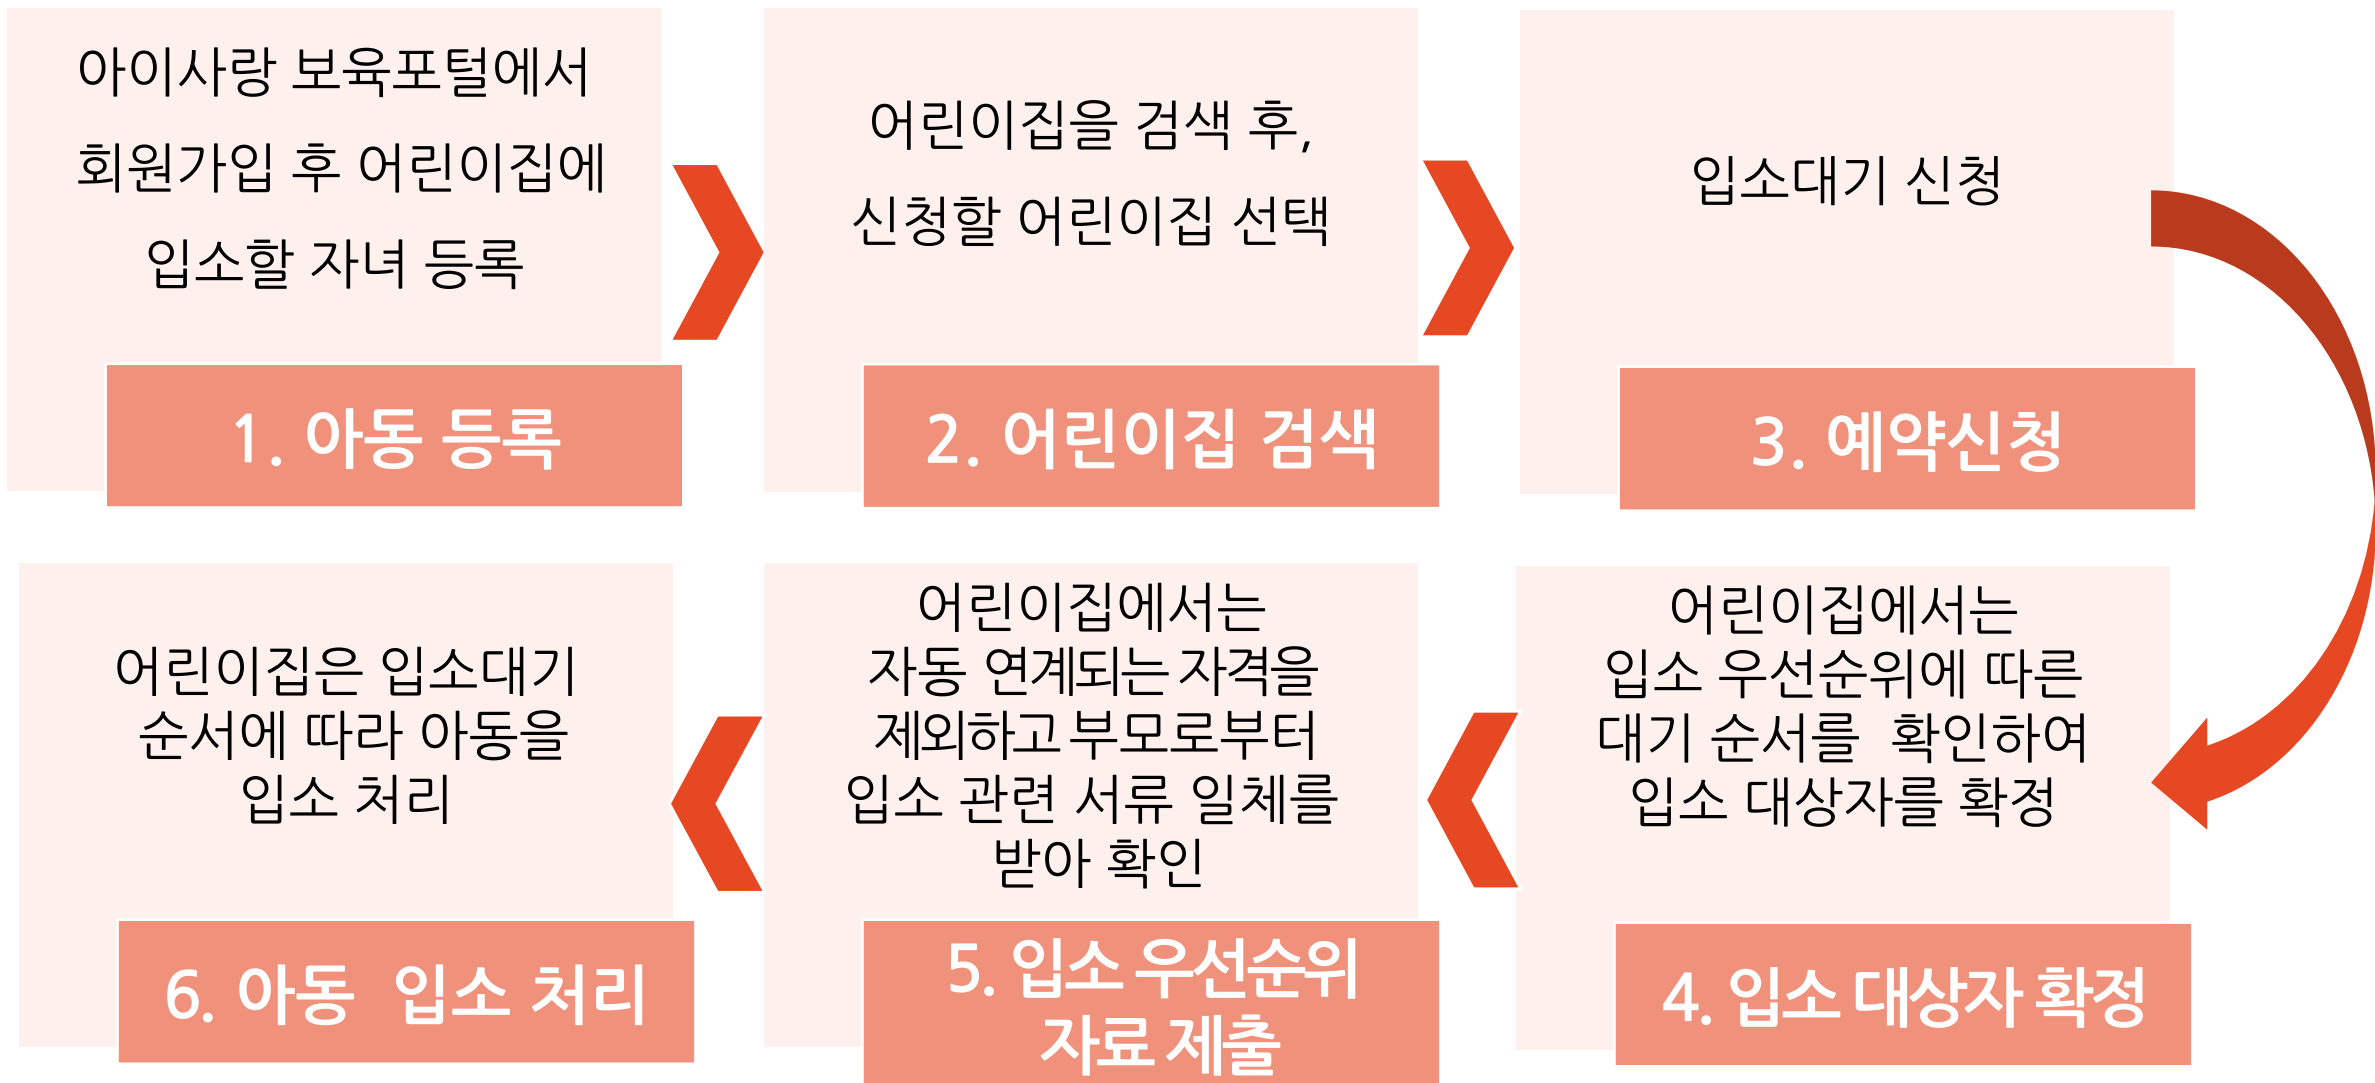 아이사랑 보육포털에서
회원가입 후 어린이집에
입소할 자녀 등록
1. 아동 등록
어린이집을 검색 후,
신청할 어린이집 선택
2. 어린이집 검색
입소대기 신청
3. 예약신청
어린이집에서는
입소 우선순위에 따른
대기 순서를 확인하여
입소 대상자를 확정
4. 입소 대상자 확정
어린이집에서는
자동 연계되는 자격을
제외하고 부모로부터
입소 관련 서류 일체를
받아 확인
5. 입소 우선순위
자료 제출
어린이집은 입소대기
순서에 따라 아동을
입소 처리
6. 아동 입소 처리